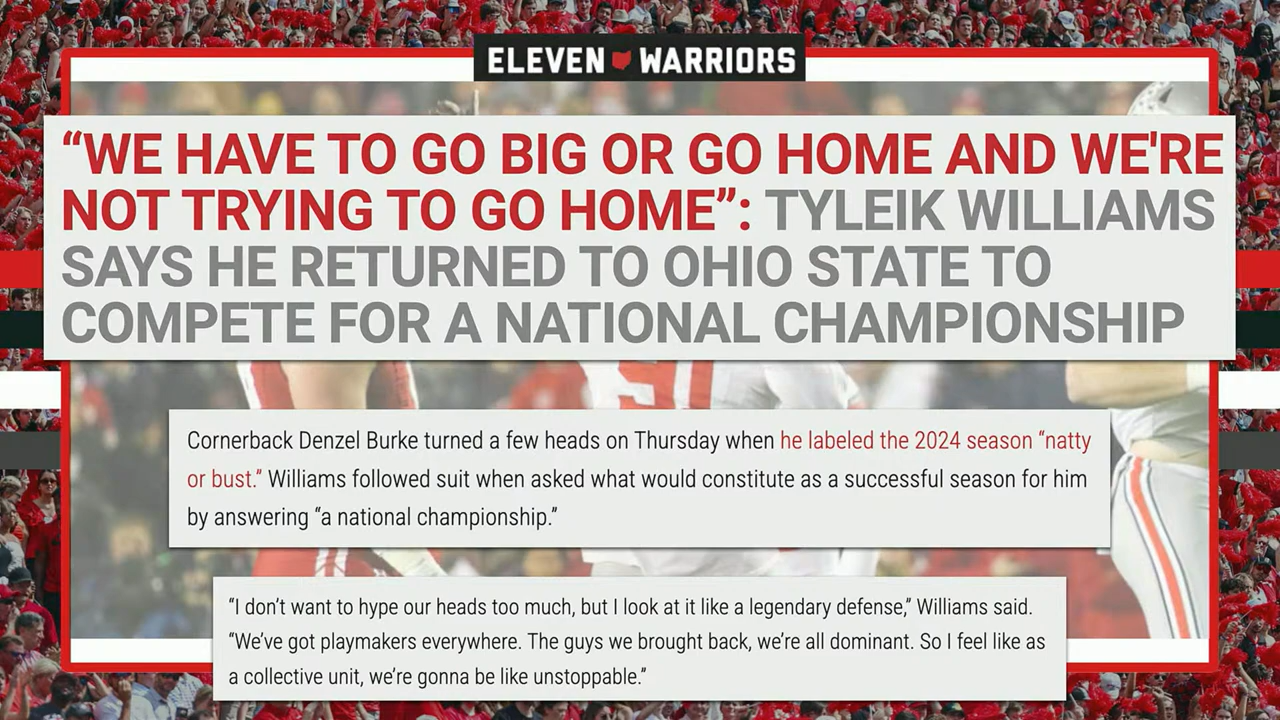 ELEVEN WARRIORS
“WE HAVE TO GO BIG OR GO HOME AND WE'RE
NOT TRYING TO GO HOME”: TYLEIK WILLIAMS
SAYS HE RETURNED TO OHIO STATE TO
COMPETE FOR A NATIONAL CHAMPIONSHIP
Cornerback Denzel Burke turned a few heads on Thursday when he labeled the 2024 season “natty
or bust.” Williams followed suit when asked what would constitute as a successful season for him
by answering “a national championship.”
“I don’t want to hype our heads too much, but I look at it like a legendary defense,” Williams said.
“We’ve got playmakers everywhere. The guys we brought back, we’re all dominant. So I feel like as
a collective unit, we’re gonna be like unstoppable.”